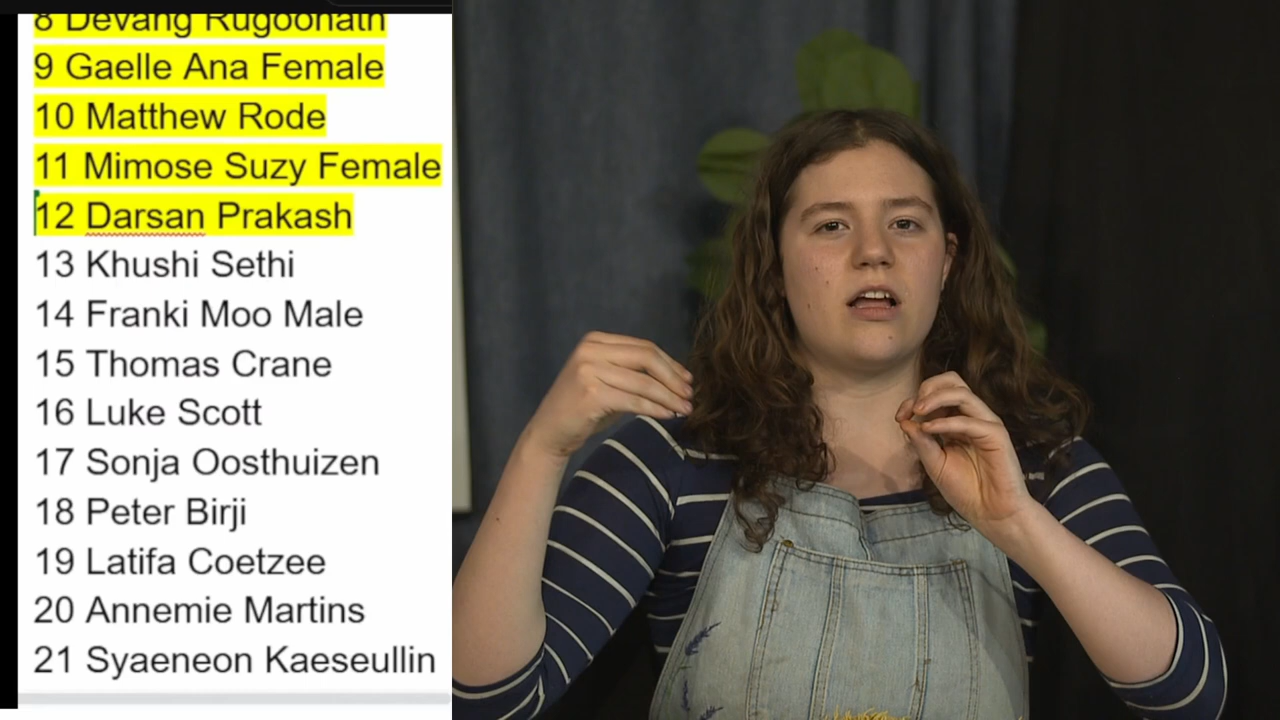 8 Devang Rugoonath
9 Gaelle Ana Female
10 Matthew Rode
11 Mimose Suzy Female
12 Darsan Prakash
13 Khushi Sethi
14 Franki Moo Male
15 Thomas Crane
16 Luke Scott
17 Sonja Oosthuizen
18 Peter Birji
19 Latifa Coetzee
20 Annemie Martins
21 Syaeneon Kaeseullin